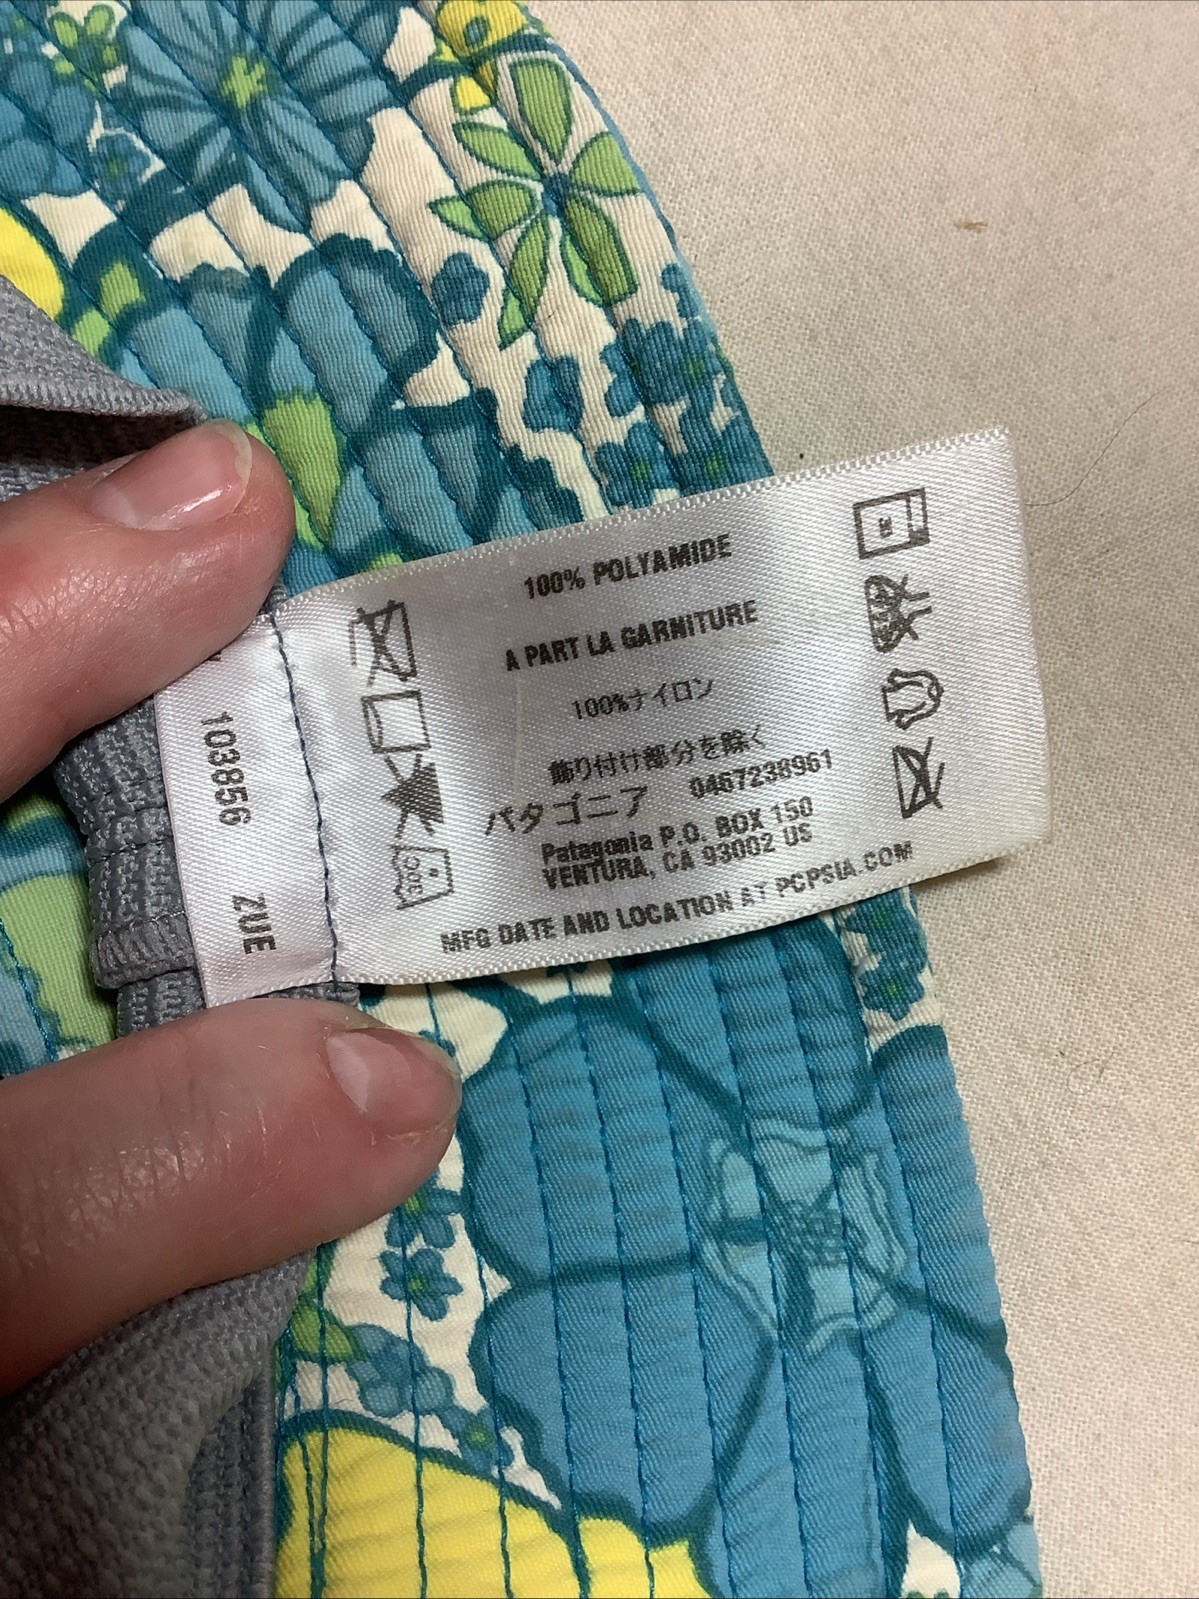 100% POLYAMIDE
A PART LA GARNITURE
100%ナイロン
飾り付け部分を除く
パタゴニア 0467238961
Patagonia P.O. BOX 150
VENTURA, CA 93002 US
MFG DATE AND LOCATION AT PCPSIA.COM
103856 ZUE